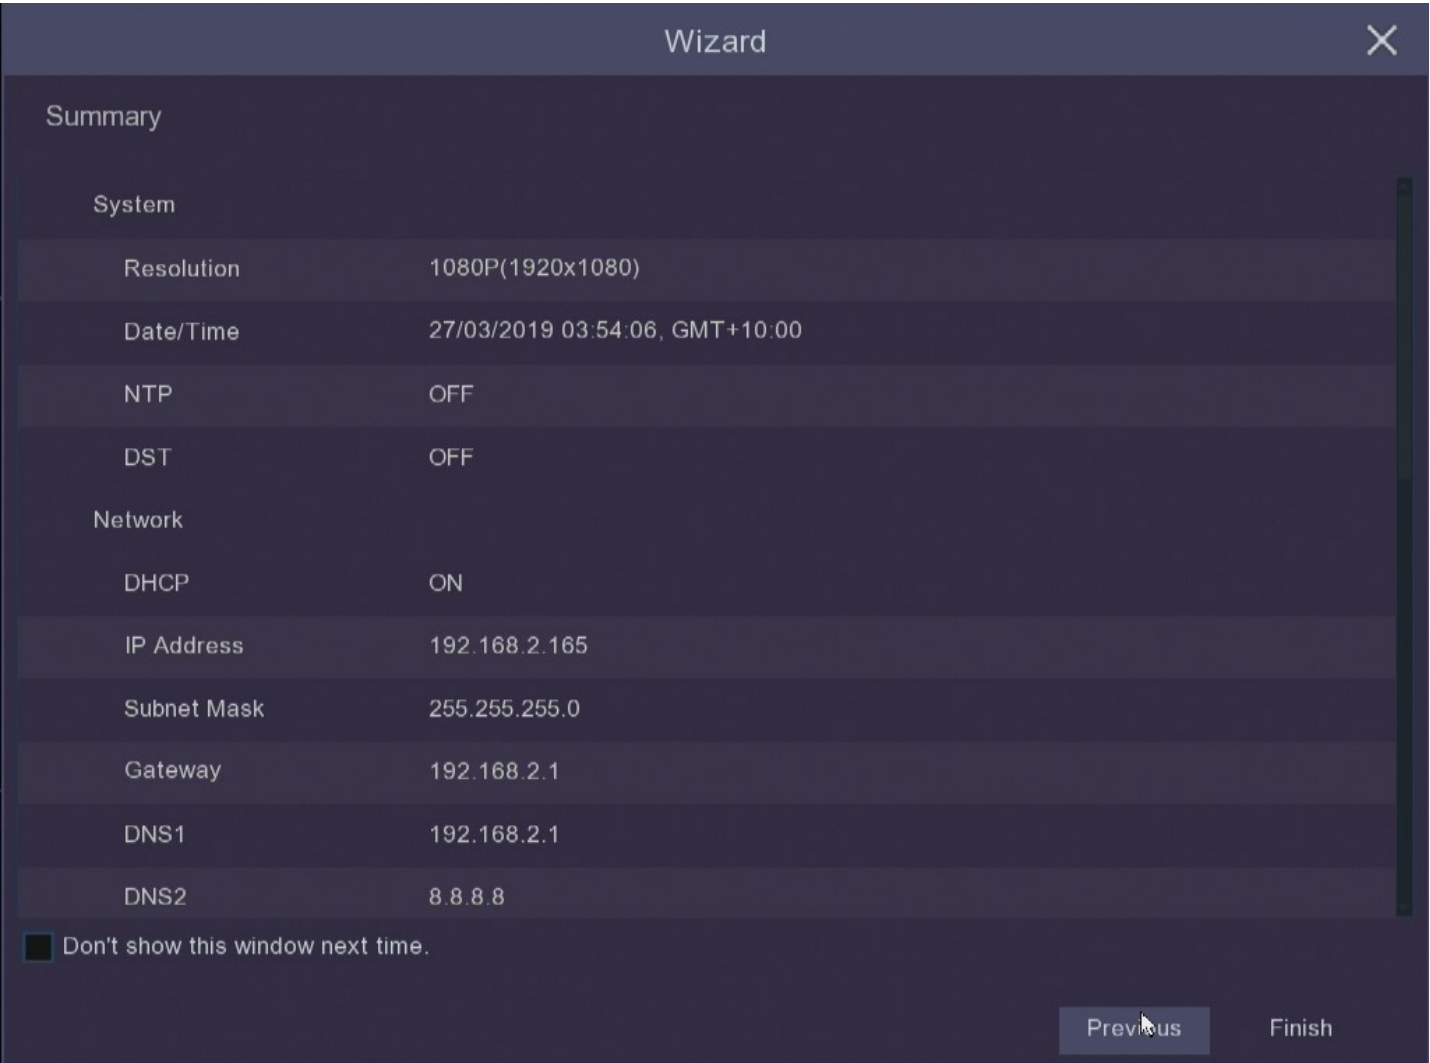 Wizard
Summary
System
Resolution 1080P(1920x1080)
Date/Time 27/03/2019 03:54:06, GMT+10:00
NTP OFF
DST OFF
Network
DHCP ON
IP Address 192.168.2.165
Subnet Mask 255.255.255.0
Gateway 192.168.2.1
DNS1 192.168.2.1
DNS2 8.8.8.8
Don't show this window next time.
Previous Finish